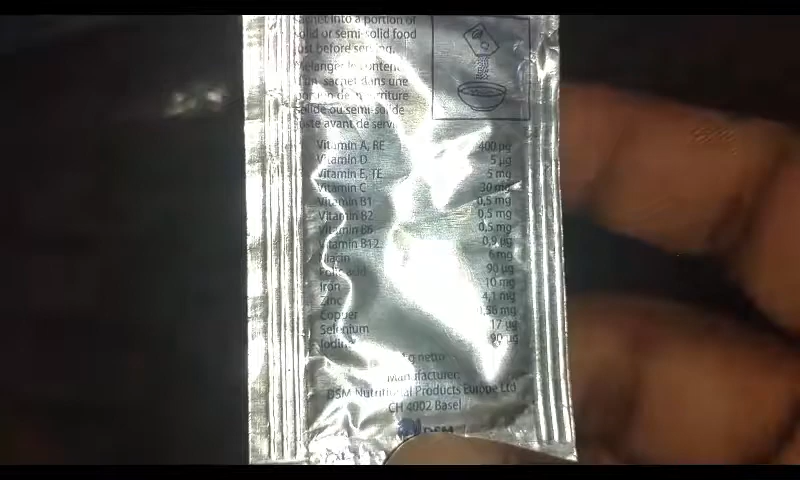 sachet into a portion of
solid or semi-solid food
just before serving.
Mélanger le contenu
d'un sachet dans une
portion de nourriture
solide ou semi-solide
juste avant de servir
Vitamin A, RE 400 µg
Vitamin D 5 µg
Vitamin E, TE 5 mg
Vitamin C 30 mg
Vitamin B1 0,5 mg
Vitamin B2 0,5 mg
Vitamin B6 0,5 mg
Vitamin B12 0,9 µg
Niacin 6 mg
Folic acid 90 µg
Iron 10 mg
Zinc 4,1 mg
Copper 0,56 mg
Selenium 17 µg
Iodine 90 µg
g netto
Manufacturer:
DSM Nutritional Products Europe Ltd
CH 4002 Basel
DSM